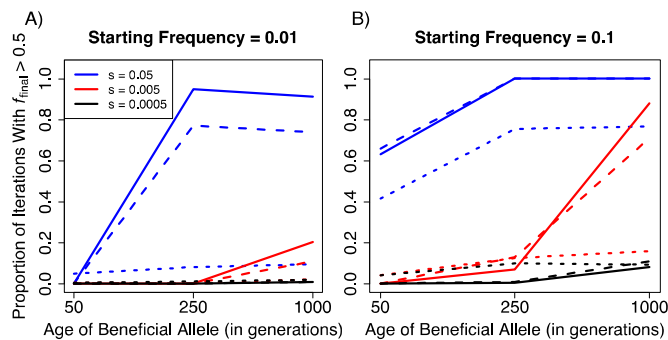 A)
Starting Frequency = 0.01
B)
Starting Frequency = 0.1
Proportion of Iterations With f_final > 0.5
1.0
0.8
0.6
0.4
0.2
0.0
s = 0.05
s = 0.005
s = 0.0005
50
250
1000
Age of Beneficial Allele (in generations)
1.0
0.8
0.6
0.4
0.2
0.0
50
250
1000
Age of Beneficial Allele (in generations)